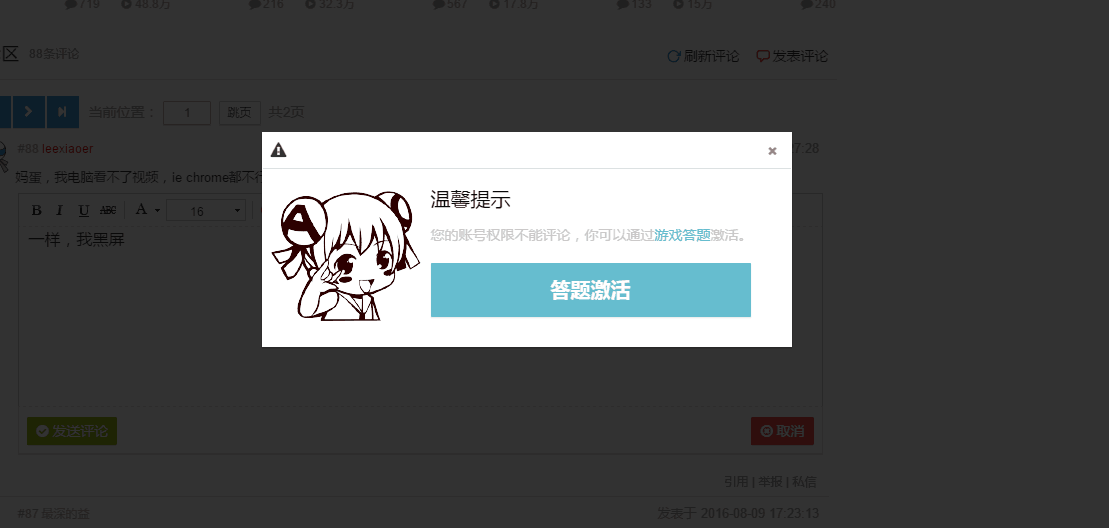 719 48.8万 216 32.3万 567 17.8万 133 15万 240
区 88条评论 刷新评论 发表评论
当前位置： 1 跳页 共2页
#88 leexiaoer 27:28
妈蛋，我电脑看不了视频，ie chrome都不行
B I U ABC A 16
一样，我黑屏
A
温馨提示
您的账号权限不能评论，你可以通过游戏答题激活。
答题激活
发送评论 取消
引用 | 举报 | 私信
#87 最深的益 发表于 2016-08-09 17:23:13